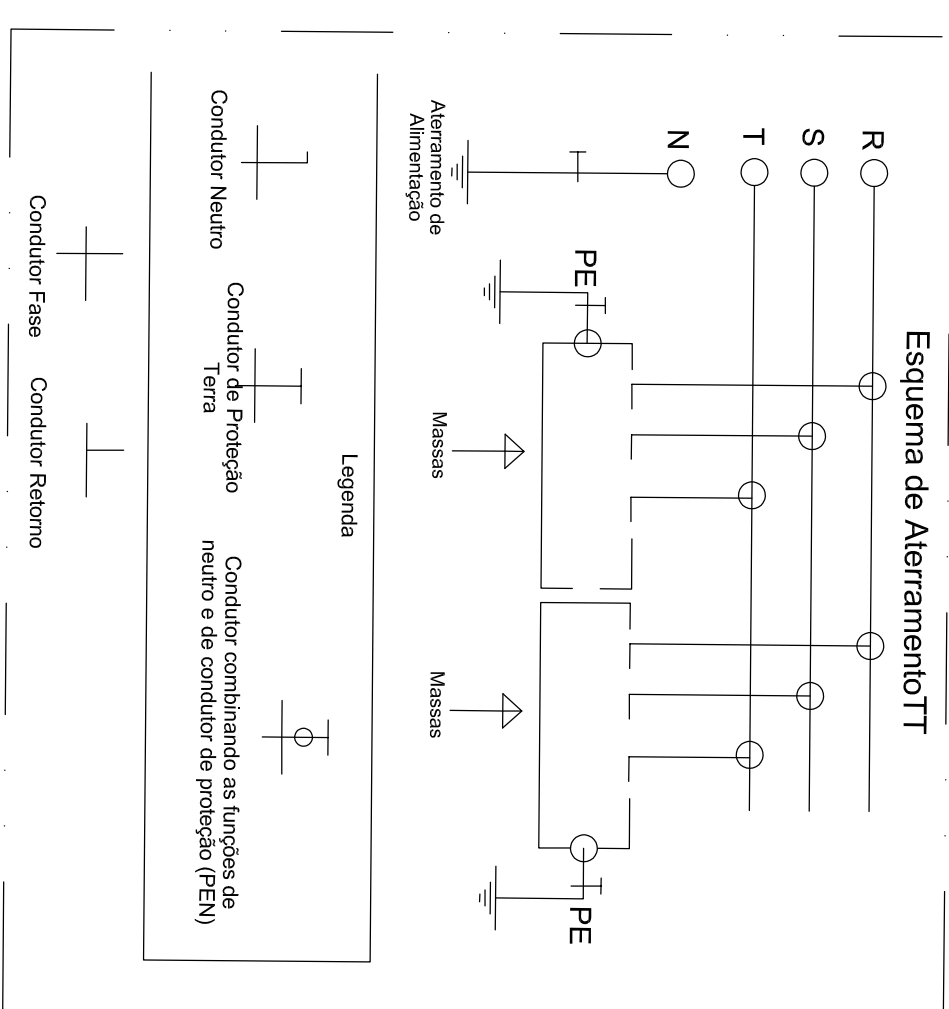 Esquema de AterramentoTT
R
S
T
N
PE
PE
Aterramento de
Alimentação
Massas
Massas
Legenda
Condutor Neutro
Condutor de Proteção
Terra
Condutor combinando as funções de
neutro e de condutor de proteção (PEN)
Condutor Fase
Condutor Retorno